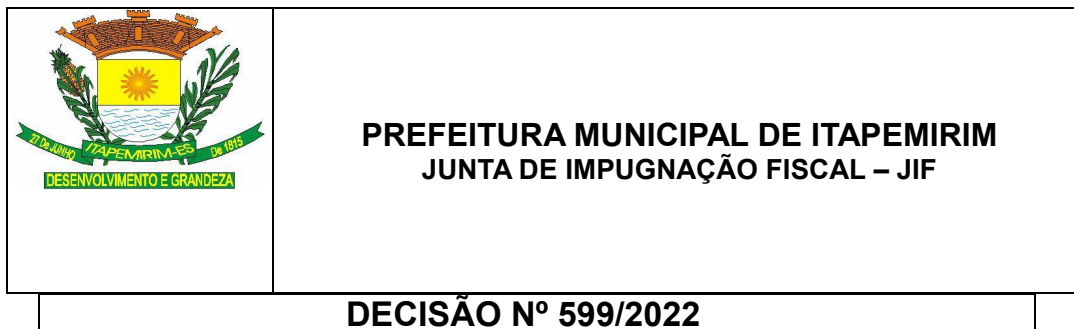 27 De JUNHO ITAPEMIRIM-ES De 1815
DESENVOLVIMENTO E GRANDEZA
PREFEITURA MUNICIPAL DE ITAPEMIRIM
JUNTA DE IMPUGNAÇÃO FISCAL – JIF
DECISÃO Nº 599/2022